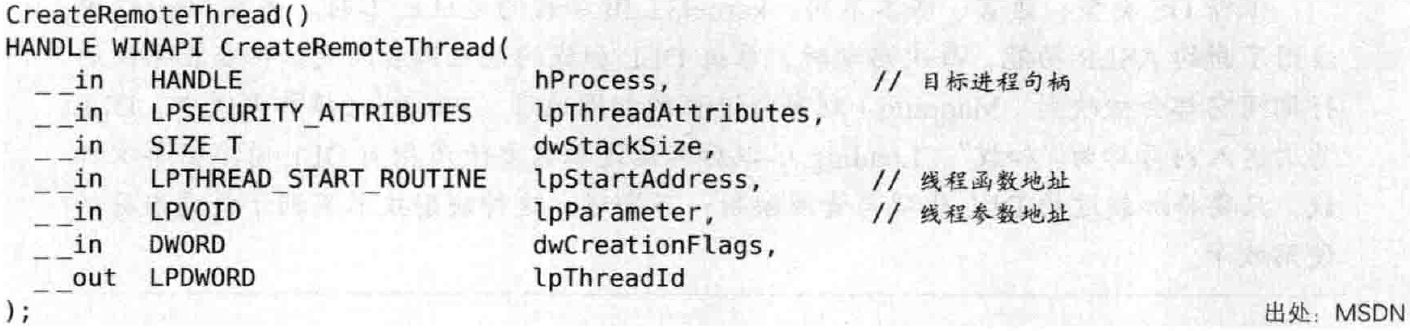 CreateRemoteThread()
HANDLE WINAPI CreateRemoteThread(
__in HANDLE hProcess, // 目标进程句柄
__in LPSECURITY_ATTRIBUTES lpThreadAttributes,
__in SIZE_T dwStackSize,
__in LPTHREAD_START_ROUTINE lpStartAddress, // 线程函数地址
__in LPVOID lpParameter, // 线程参数地址
__in DWORD dwCreationFlags,
__out LPDWORD lpThreadId
);
出处：MSDN